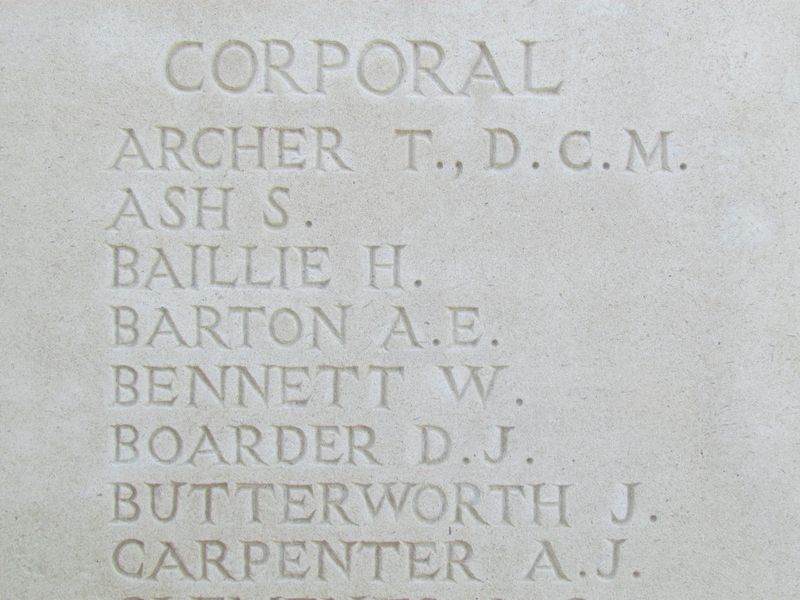 CORPORAL
ARCHER T., D.C.M.
ASH S.
BAILLIE H.
BARTON A.E.
BENNETT W.
BOARDER D.J.
BUTTERWORTH J.
CARPENTER A.J.